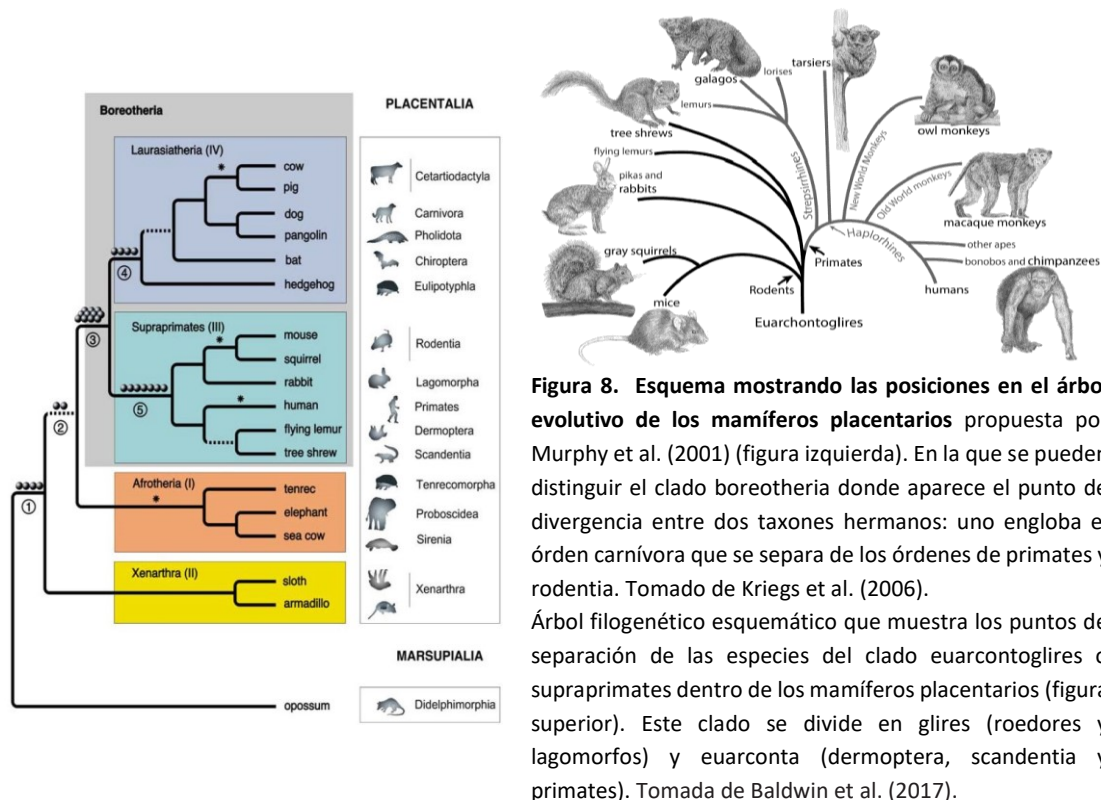 Boreotheria
PLACENTALIA
Laurasiatheria (IV)
cow
pig
dog
pangolin
bat
hedgehog
④
③
Cetartiodactyla
Carnivora
Pholidota
Chiroptera
Eulipotyphla
Supraprimates (III)
mouse
squirrel
rabbit
human
flying lemur
tree shrew
⑤
②
Rodentia
Lagomorpha
Primates
Dermoptera
Scandentia
Afrotheria (I)
tenrec
elephant
sea cow
①
Tenrecomorpha
Proboscidea
Sirenia
Xenarthra (II)
sloth
armadillo
Xenarthra
MARSUPIALIA
opossum
Didelphimorphia
galagos
lorises
tarsiers
lemurs
tree shrews
flying lemurs
pikas and
rabbits
gray squirrels
mice
Rodents
Primates
Euarchontoglires
Strepsirrhines
Haplorhines
New World Monkeys
Old World monkeys
owl monkeys
macaque monkeys
other apes
bonobos and chimpanzees
humans
Figura 8. Esquema mostrando las posiciones en el árbo
evolutivo de los mamíferos placentarios propuesta po
Murphy et al. (2001) (figura izquierda). En la que se pueden
distinguir el clado boreotheria donde aparece el punto de
divergencia entre dos taxones hermanos: uno engloba e
órden carnívora que se separa de los órdenes de primates y
rodentia. Tomado de Kriegs et al. (2006).
Árbol filogenético esquemático que muestra los puntos de
separación de las especies del clado euarcontoglires o
supraprimates dentro de los mamíferos placentarios (figura
superior). Este clado se divide en glires (roedores y
lagomorfos) y euarconta (dermoptera, scandentia y
primates). Tomada de Baldwin et al. (2017).